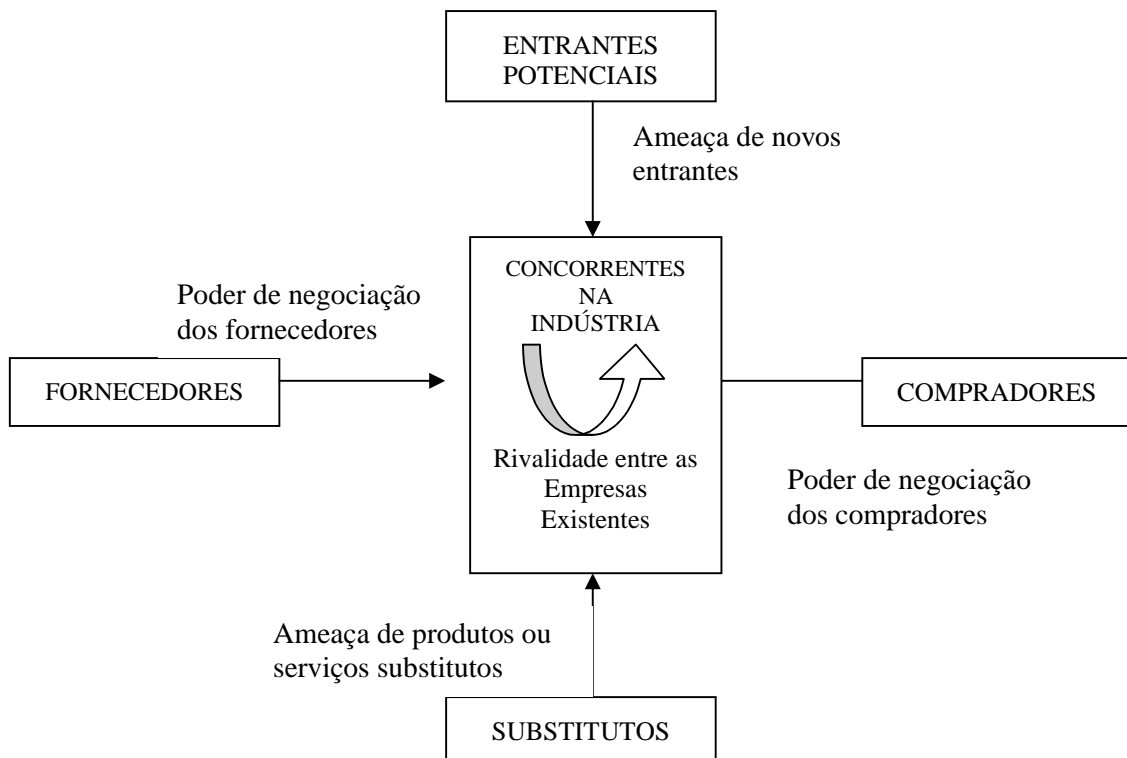 ENTRANTES
POTENCIAIS
Ameaça de novos
entrantes
CONCORRENTES
NA
INDÚSTRIA
Poder de negociação
dos fornecedores
FORNECEDORES
COMPRADORES
Rivalidade entre as
Empresas
Existentes
Poder de negociação
dos compradores
Ameaça de produtos ou
serviços substitutos
SUBSTITUTOS